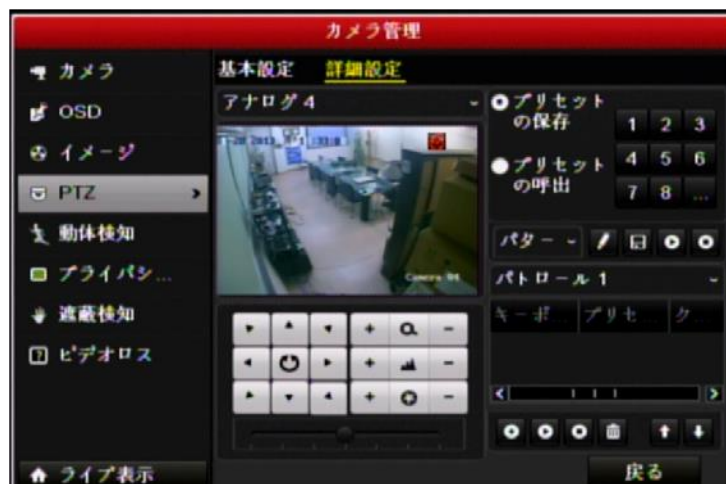 カメラ管理
カメラ
OSD
イメージ
PTZ
動体検知
プライバシ...
遮蔽検知
ビデオロス
ライブ表示
基本設定 詳細設定
アナログ 4
Camera 04
プリセット
の保存
プリセット
の呼出
1 2 3
4 5 6
7 8 ...
パター
パトロール 1
キーボ... プリセ... ク...
戻る